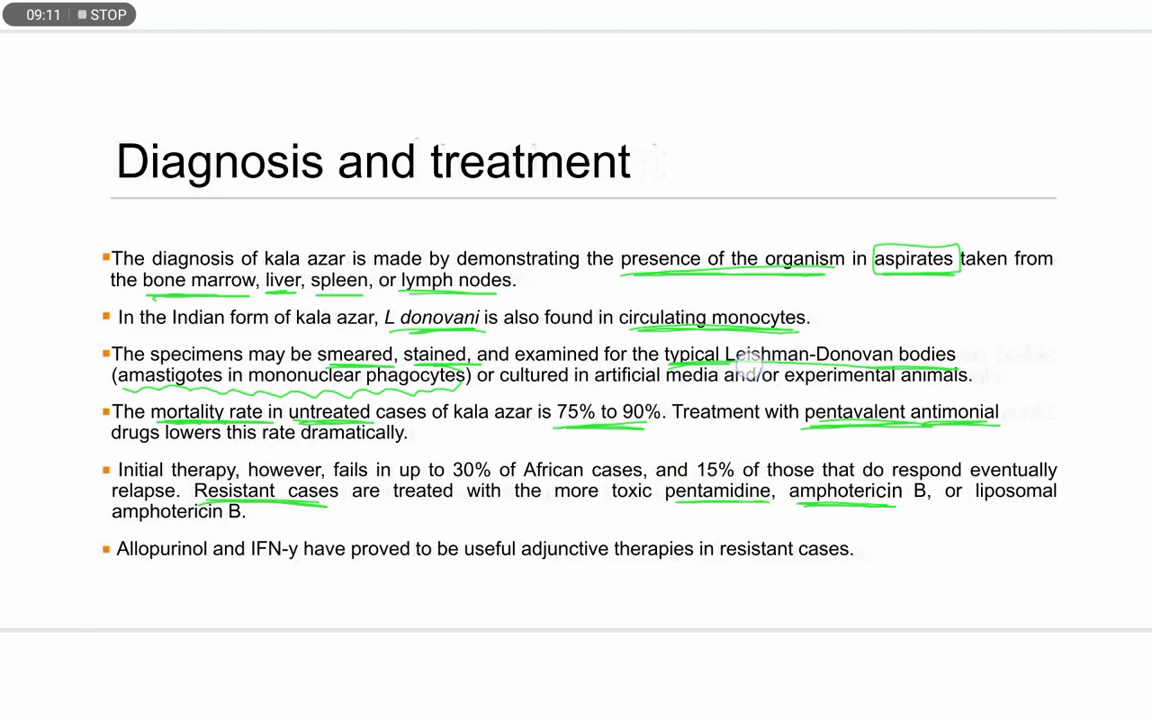 09:11 STOP
Diagnosis and treatment
The diagnosis of kala azar is made by demonstrating the presence of the organism in aspirates taken from
the bone marrow, liver, spleen, or lymph nodes.
In the Indian form of kala azar, L donovani is also found in circulating monocytes.
The specimens may be smeared, stained, and examined for the typical Leishman-Donovan bodies
(amastigotes in mononuclear phagocytes) or cultured in artificial media and/or experimental animals.
The mortality rate in untreated cases of kala azar is 75% to 90%. Treatment with pentavalent antimonial
drugs lowers this rate dramatically.
Initial therapy, however, fails in up to 30% of African cases, and 15% of those that do respond eventually
relapse. Resistant cases are treated with the more toxic pentamidine, amphotericin B, or liposomal
amphotericin B.
Allopurinol and IFN-y have proved to be useful adjunctive therapies in resistant cases.